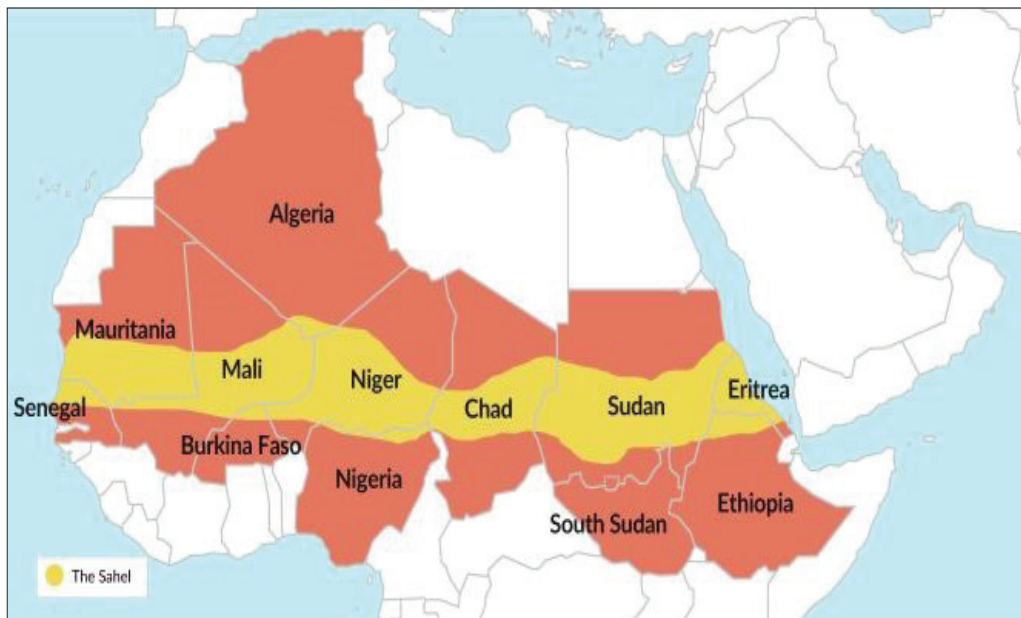 Algeria
Mauritania
Mali
Niger
Chad
Sudan
Eritrea
Senegal
Burkina Faso
Nigeria
Ethiopia
South Sudan
The Sahel